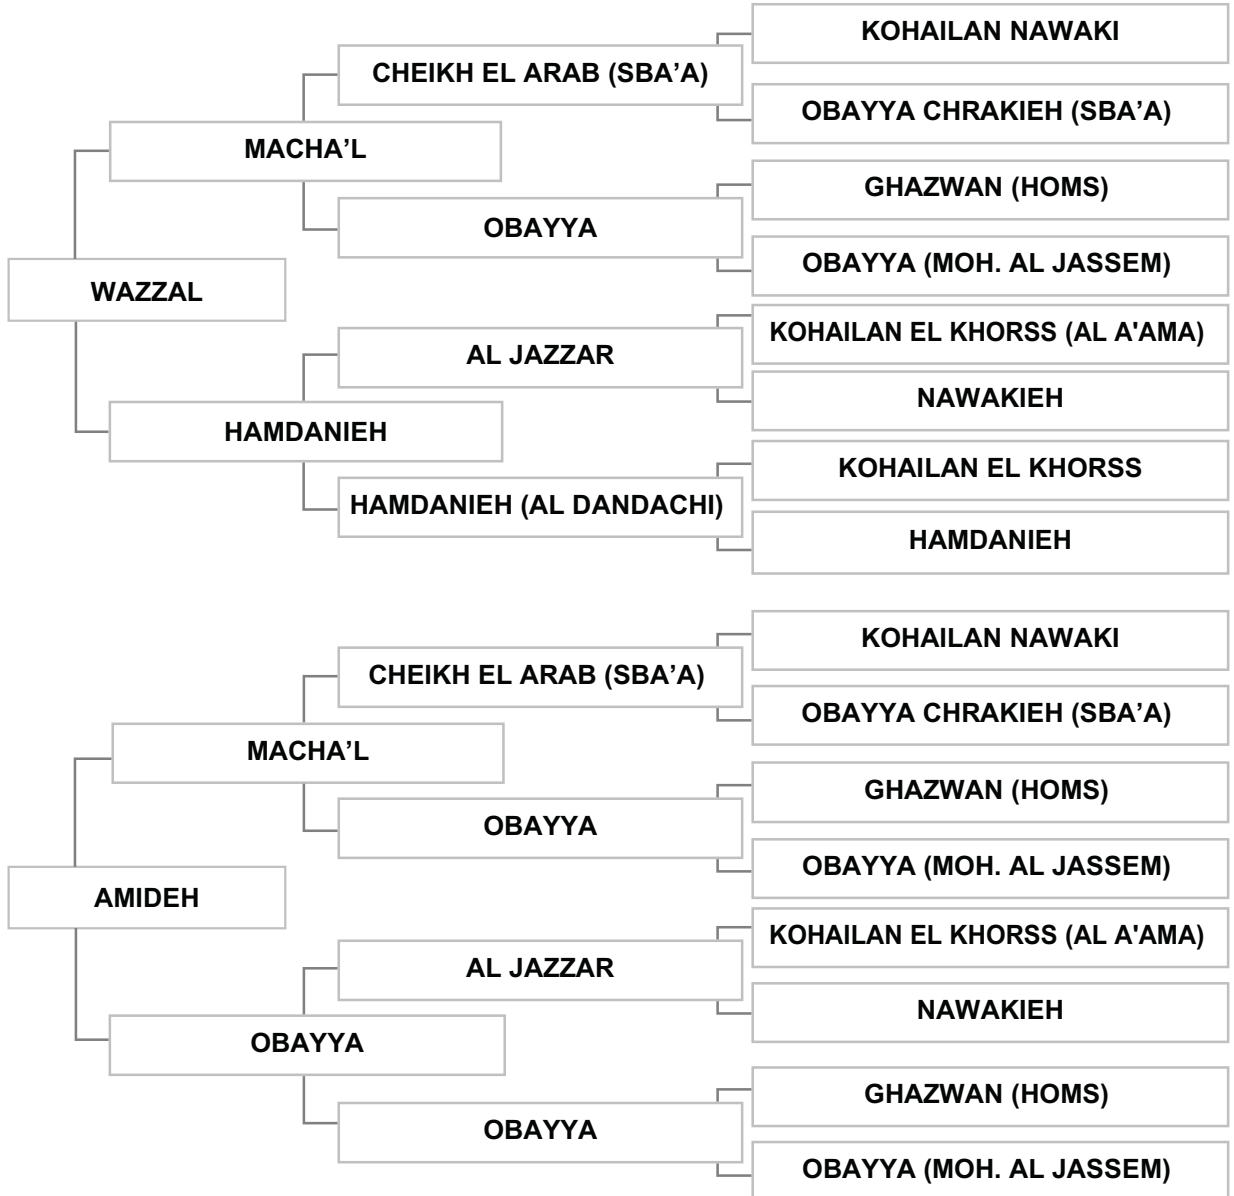 KOHAILAN NAWAKI
CHEIKH EL ARAB (SBA’A)
OBAYYA CHRAKIEH (SBA’A)
MACHA’L
GHAZWAN (HOMS)
OBAYYA
OBAYYA (MOH. AL JASSEM)
WAZZAL
KOHAILAN EL KHORSS (AL A'AMA)
AL JAZZAR
NAWAKIEH
HAMDANIEH
KOHAILAN EL KHORSS
HAMDANIEH (AL DANDACHI)
HAMDANIEH
KOHAILAN NAWAKI
CHEIKH EL ARAB (SBA’A)
OBAYYA CHRAKIEH (SBA’A)
MACHA’L
GHAZWAN (HOMS)
OBAYYA
OBAYYA (MOH. AL JASSEM)
AMIDEH
KOHAILAN EL KHORSS (AL A'AMA)
AL JAZZAR
NAWAKIEH
OBAYYA
GHAZWAN (HOMS)
OBAYYA
OBAYYA (MOH. AL JASSEM)